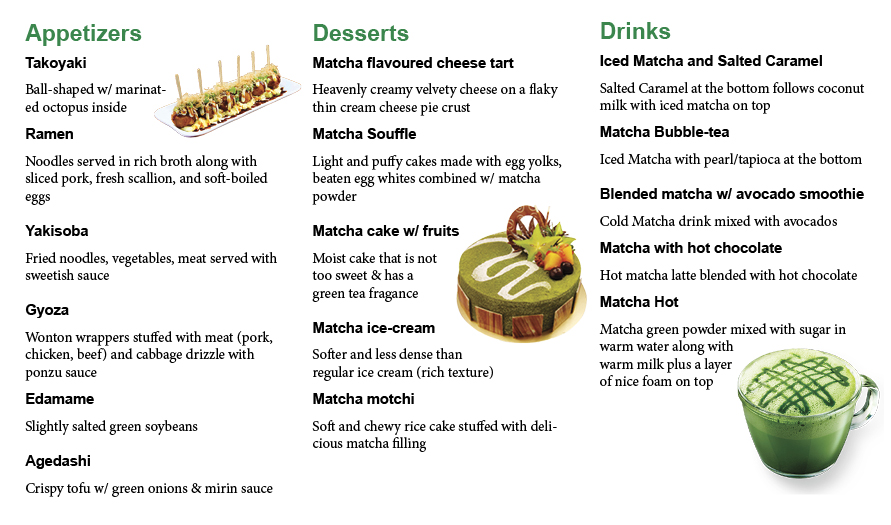 Appetizers
Takoyaki
Ball-shaped w/ marinat-
ed octopus inside
Ramen
Noodles served in rich broth along with
sliced pork, fresh scallion, and soft-boiled
eggs
Yakisoba
Fried noodles, vegetables, meat served with
sweetish sauce
Gyoza
Wonton wrappers stuffed with meat (pork,
chicken, beef) and cabbage drizzle with
ponzu sauce
Edamame
Slightly salted green soybeans
Agedashi
Crispy tofu w/ green onions & mirin sauce
Desserts
Matcha flavoured cheese tart
Heavenly creamy velvety cheese on a flaky
thin cream cheese pie crust
Matcha Souffle
Light and puffy cakes made with egg yolks,
beaten egg whites combined w/ matcha
powder
Matcha cake w/ fruits
Moist cake that is not
too sweet & has a
green tea fragance
Matcha ice-cream
Softer and less dense than
regular ice cream (rich texture)
Matcha motchi
Soft and chewy rice cake stuffed with deli-
cious matcha filling
Drinks
Iced Matcha and Salted Caramel
Salted Caramel at the bottom follows coconut
milk with iced matcha on top
Matcha Bubble-tea
Iced Matcha with pearl/tapioca at the bottom
Blended matcha w/ avocado smoothie
Cold Matcha drink mixed with avocados
Matcha with hot chocolate
Hot matcha latte blended with hot chocolate
Matcha Hot
Matcha green powder mixed with sugar in
warm water along with
warm milk plus a layer
of nice foam on top